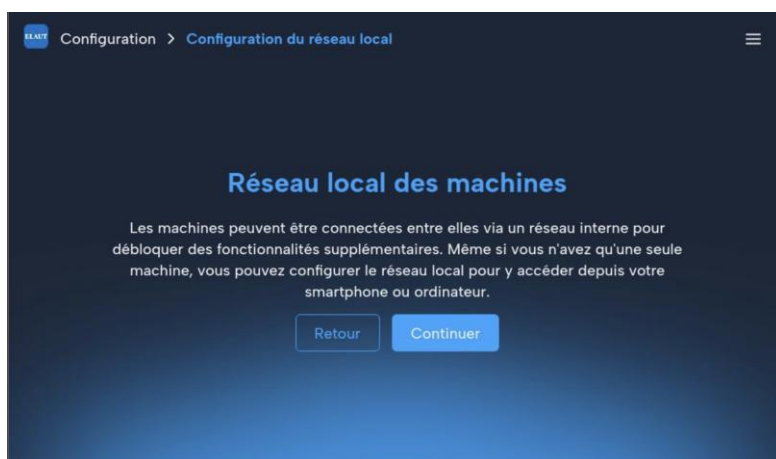 ELAUT
Configuration > Configuration du réseau local
Réseau local des machines
Les machines peuvent être connectées entre elles via un réseau interne pour
débloquer des fonctionnalités supplémentaires. Même si vous n'avez qu'une seule
machine, vous pouvez configurer le réseau local pour y accéder depuis votre
smartphone ou ordinateur.
Retour
Continuer